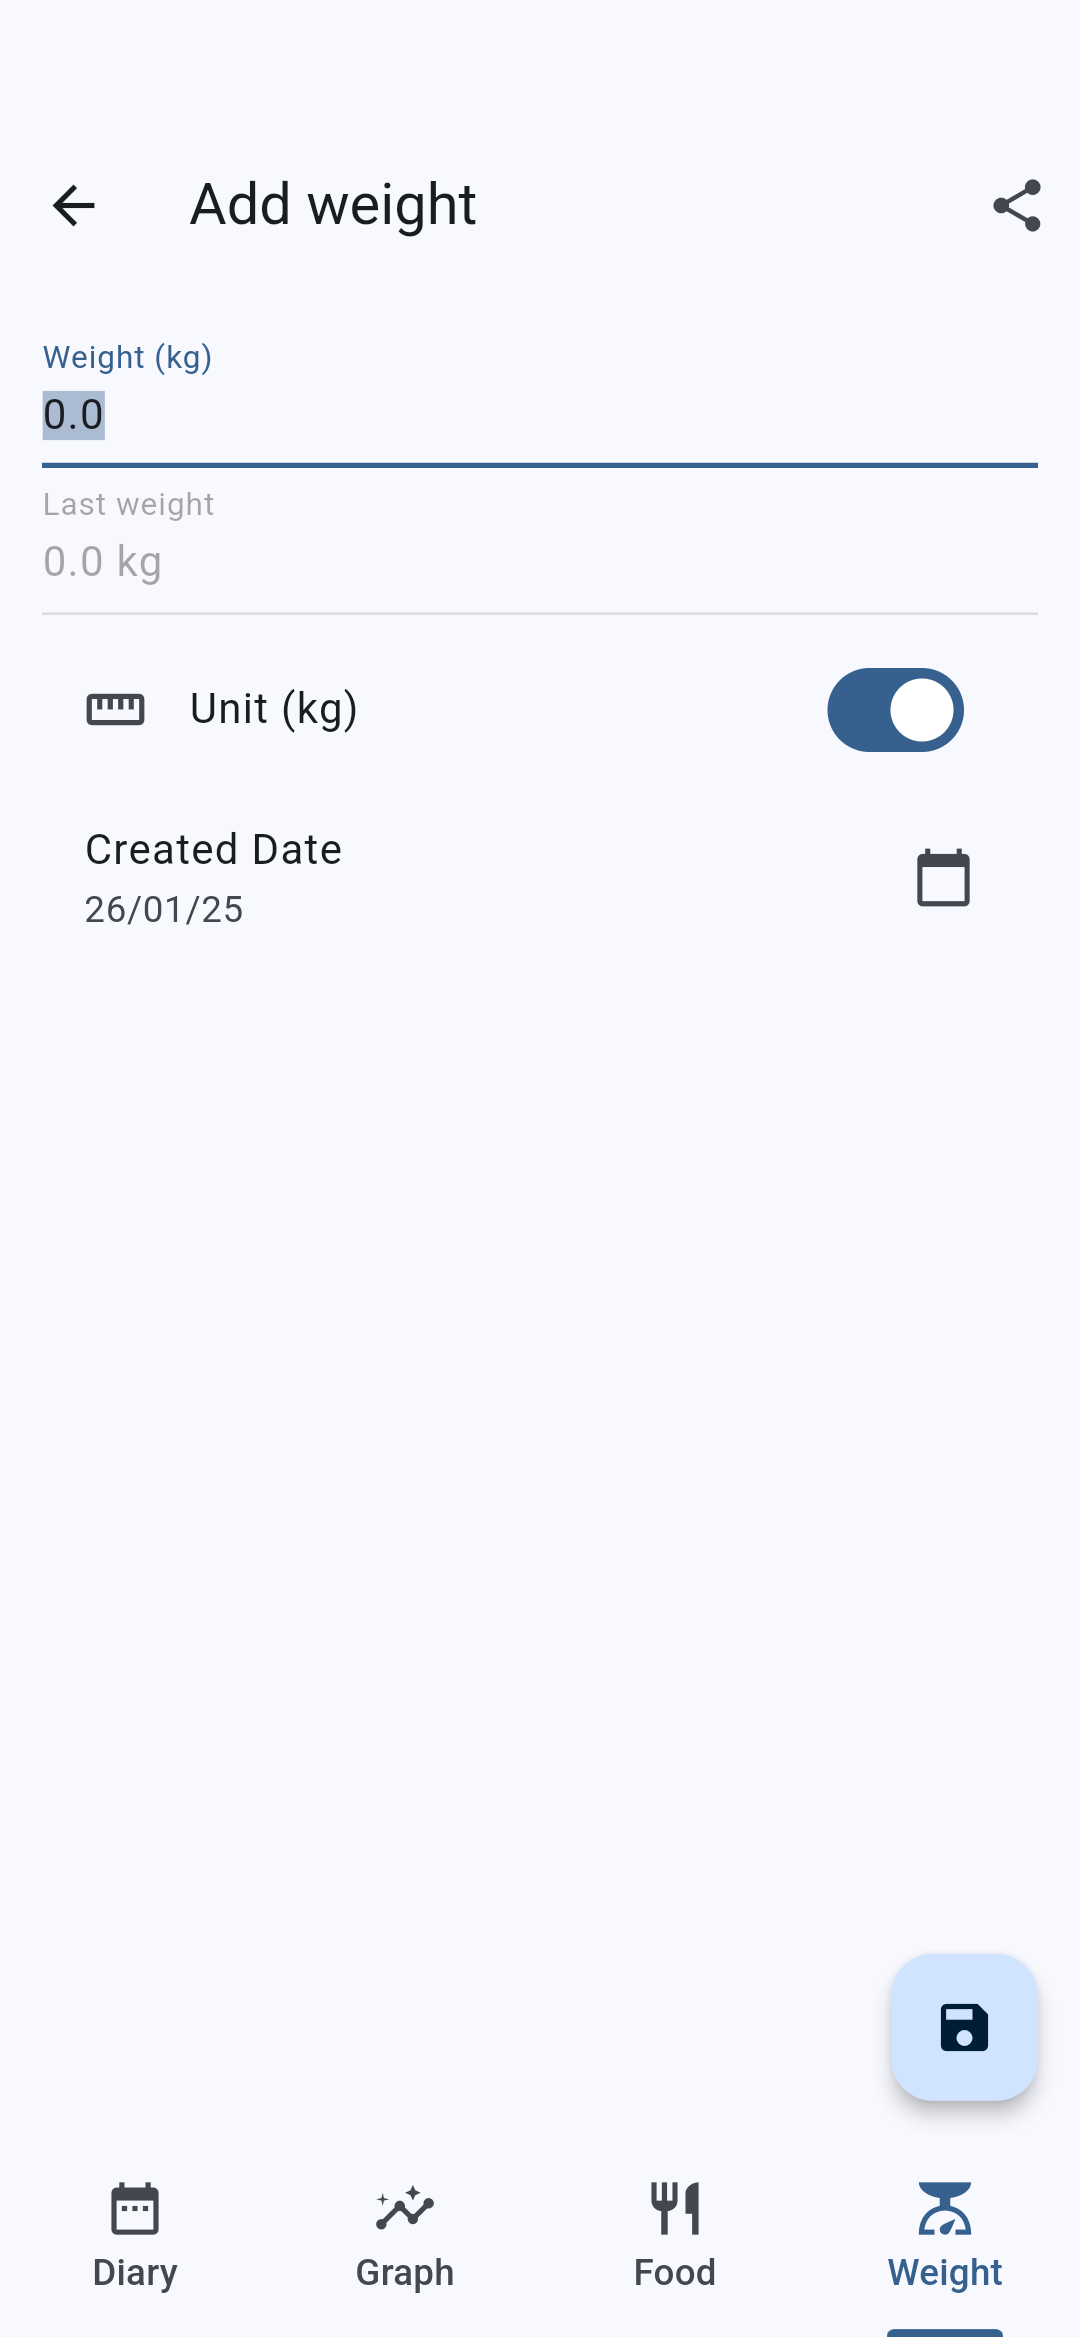 Add weight
Weight (kg)
0.0
Last weight
0.0 kg
Unit (kg)
Created Date
26/01/25
Diary
Graph
Food
Weight